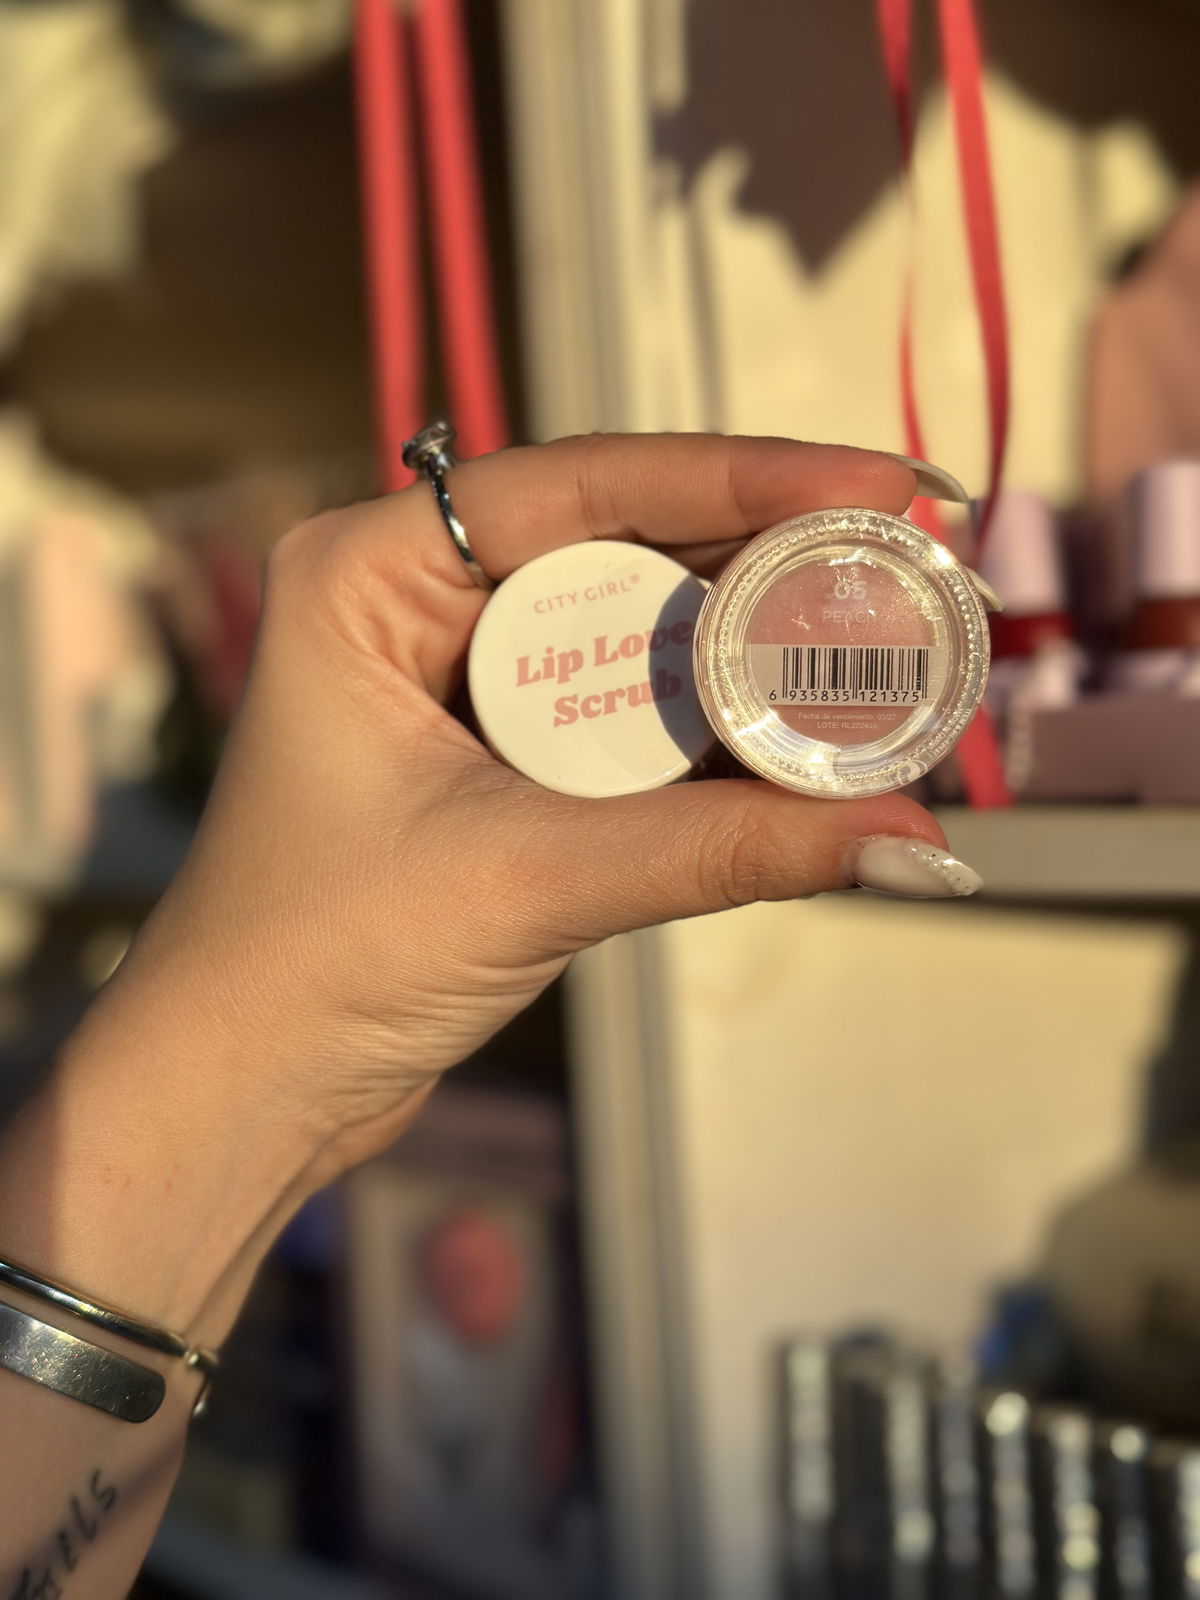 CITY GIRL®
Lip Love
Scrub
05
PEACH
6 935835 121375
Fecha de vencimiento: 03/27
LOTE: RL202403